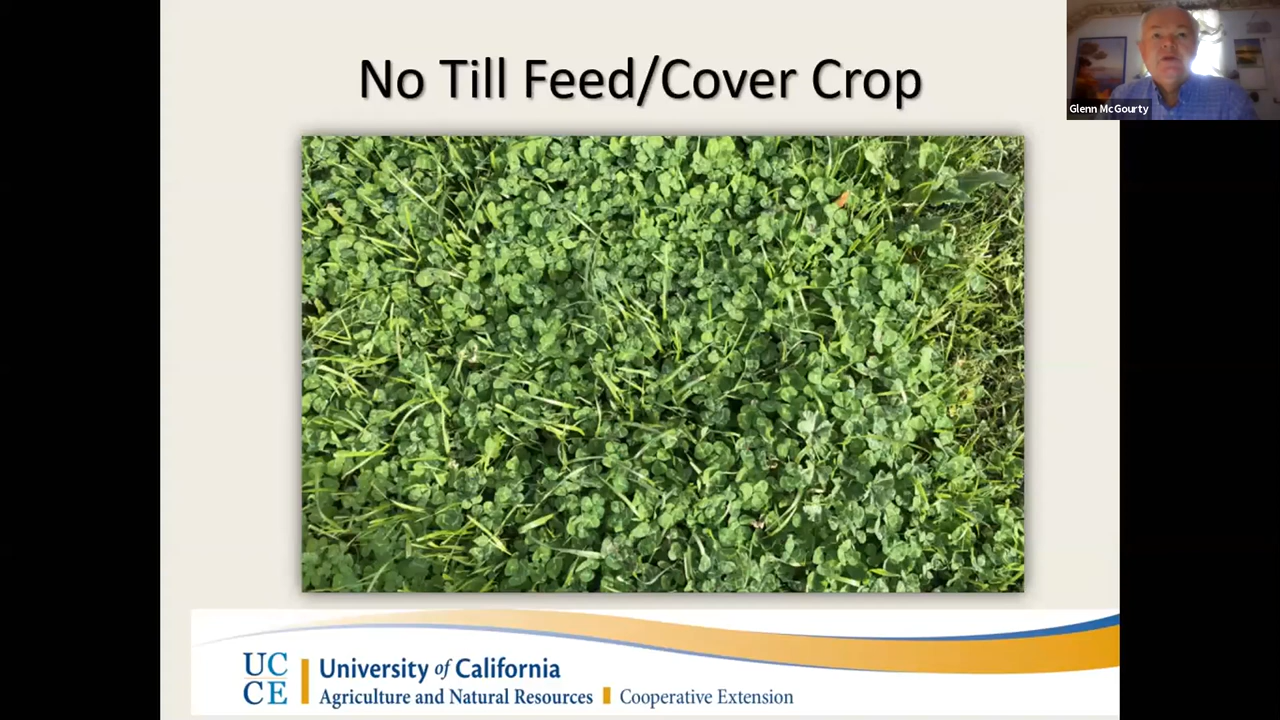 No Till Feed/Cover Crop
Glenn McGourty
UC
CE
University of California
Agriculture and Natural Resources
Cooperative Extension